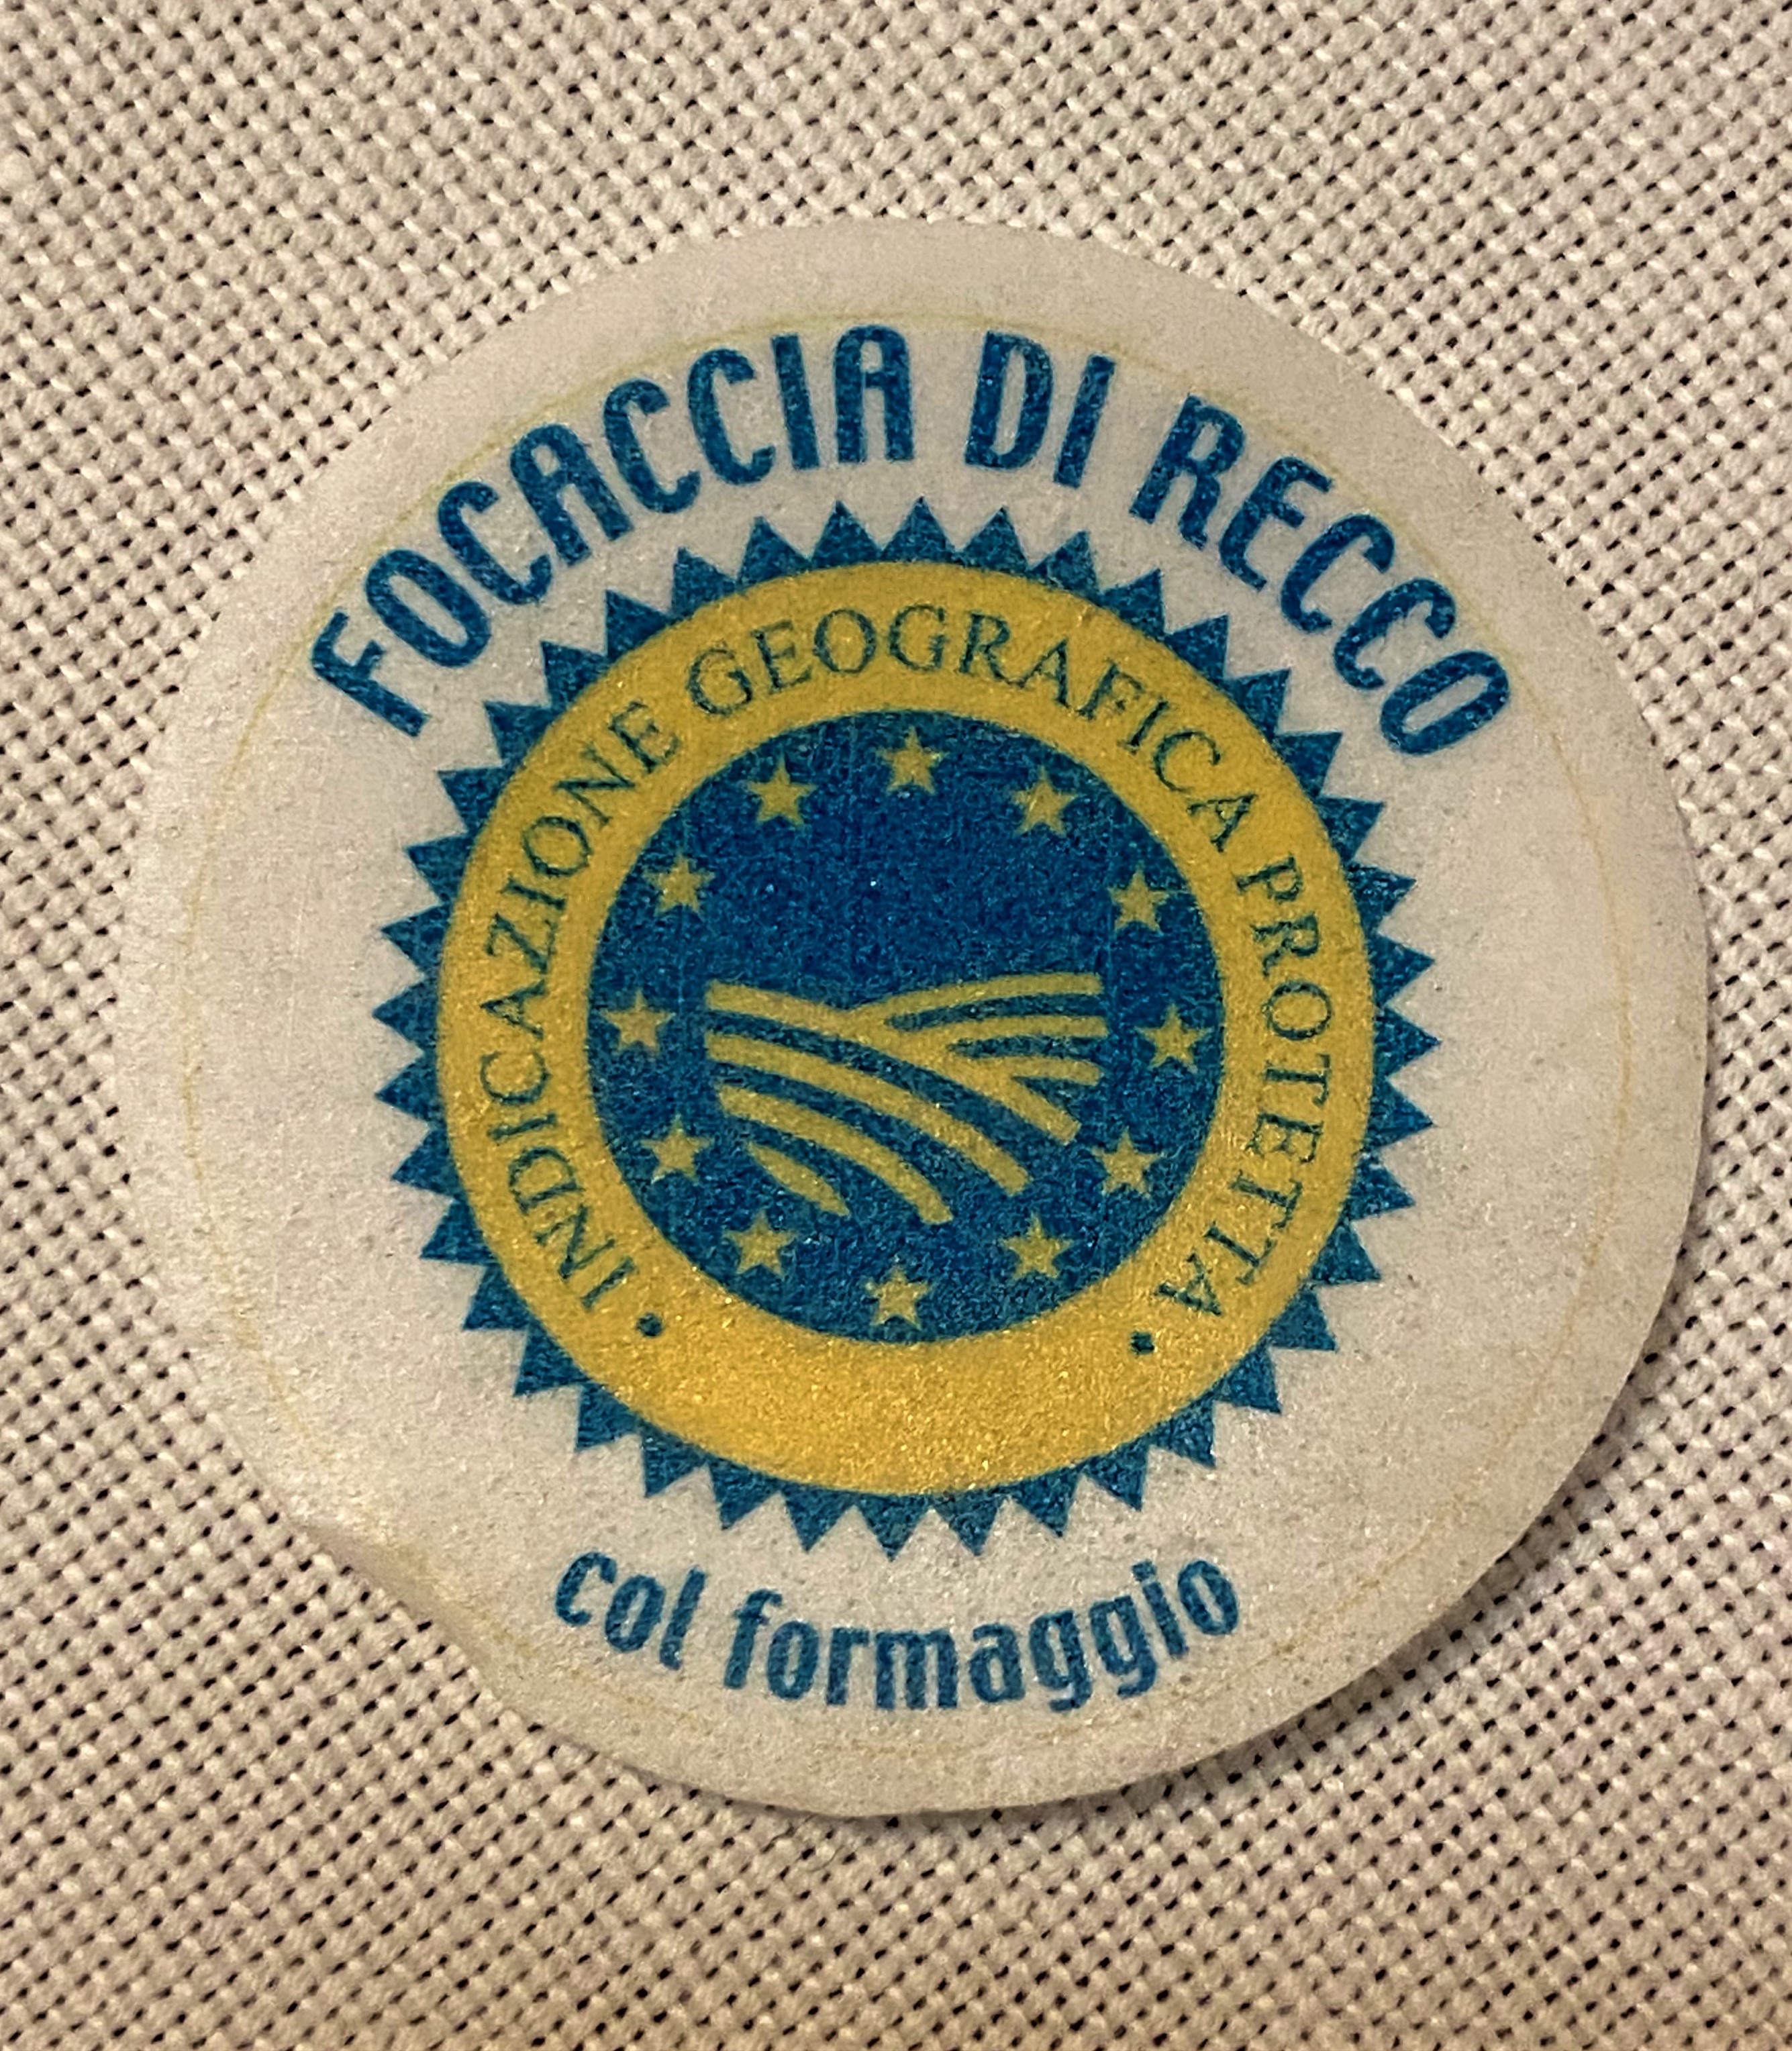 FOCACCIA DI RECCO
• INDICAZIONE GEOGRAFICA PROTETTA •
col formaggio